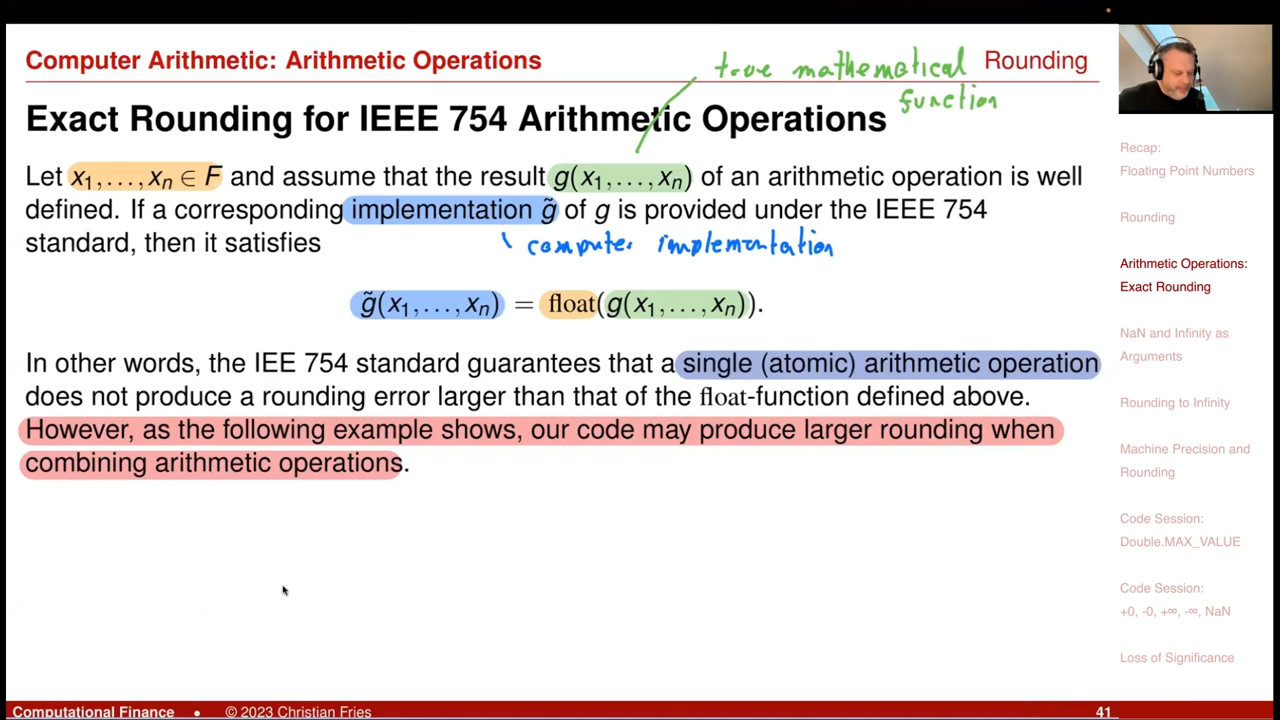 Computer Arithmetic: Arithmetic Operations
Rounding
true mathematical
function
Exact Rounding for IEEE 754 Arithmetic Operations
Let x₁, . . . , xₙ ∈ F and assume that the result g(x₁, . . . , xₙ) of an arithmetic operation is well
defined. If a corresponding implementation g̃ of g is provided under the IEEE 754
standard, then it satisfies
computer implementation
g̃(x₁, . . . , xₙ) = float(g(x₁, . . . , xₙ)).
In other words, the IEE 754 standard guarantees that a single (atomic) arithmetic operation
does not produce a rounding error larger than that of the float-function defined above.
However, as the following example shows, our code may produce larger rounding when
combining arithmetic operations.
Recap:
Floating Point Numbers
Rounding
Arithmetic Operations:
Exact Rounding
NaN and Infinity as
Arguments
Rounding to Infinity
Machine Precision and
Rounding
Code Session:
Double.MAX_VALUE
Code Session:
+0, -0, +∞, -∞, NaN
Loss of Significance
Computational Finance • © 2023 Christian Fries 41